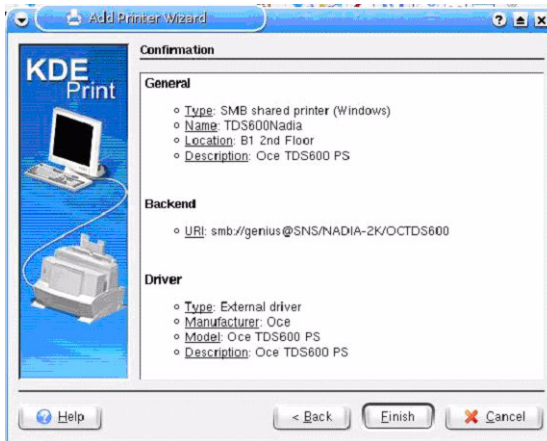 Add Printer Wizard
?
Confirmation
KDE
Print
General
Type: SMB shared printer (Windows)
Name: TDS600Nadia
Location: B1 2nd Floor
Description: Oce TDS600 PS
Backend
URI: smb://genius@SNS/NADIA-2K/OCTDS600
Driver
Type: External driver
Manufacturer: Oce
Model: Oce TDS600 PS
Description: Oce TDS600 PS
Help
< Back
Finish
Cancel